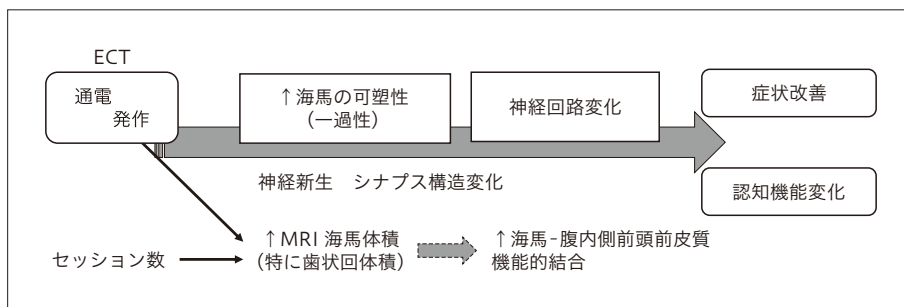 ECT
通電
発作
↑海馬の可塑性
(一過性)
神経回路変化
症状改善
神経新生 シナプス構造変化
認知機能変化
セッション数
↑MRI 海馬体積
(特に歯状回体積)
↑海馬-腹内側前頭前皮質
機能的結合